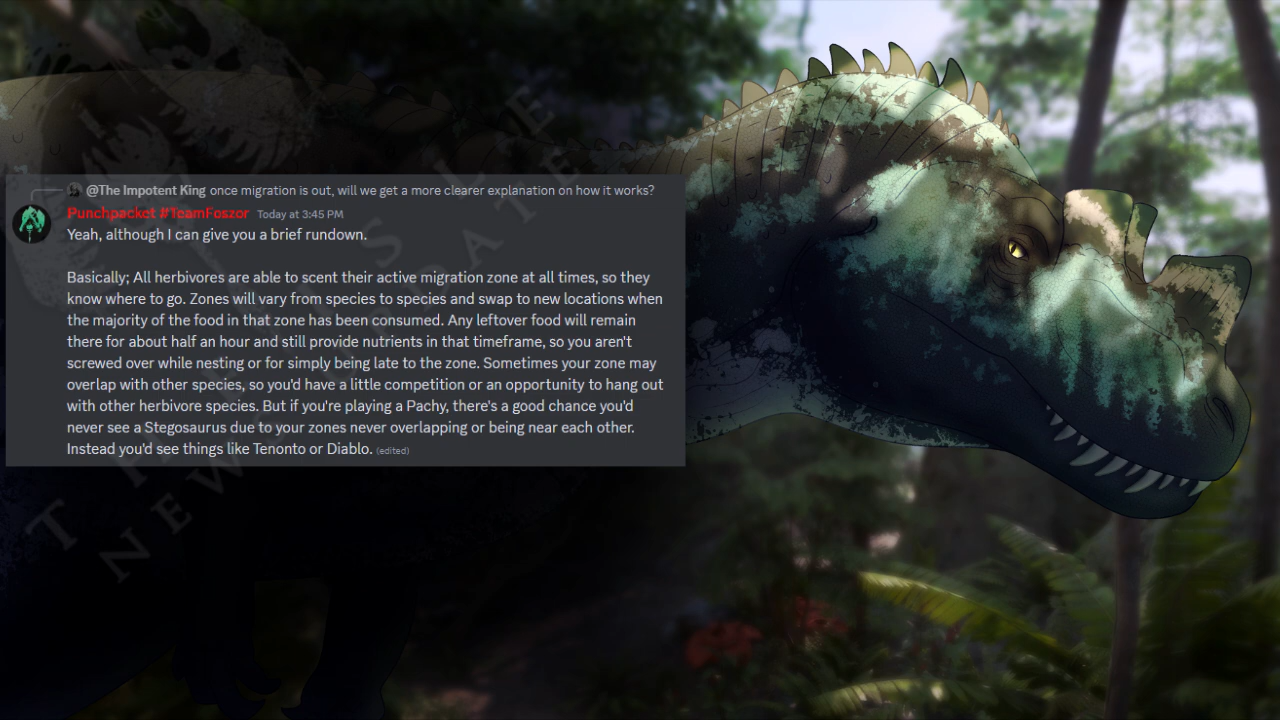 @The Impotent King once migration is out, will we get a more clearer explanation on how it works?
Punchpacket #TeamFoszor Today at 3:45 PM
Yeah, although I can give you a brief rundown.
Basically; All herbivores are able to scent their active migration zone at all times, so they
know where to go. Zones will vary from species to species and swap to new locations when
the majority of the food in that zone has been consumed. Any leftover food will remain
there for about half an hour and still provide nutrients in that timeframe, so you aren't
screwed over while nesting or for simply being late to the zone. Sometimes your zone may
overlap with other species, so you'd have a little competition or an opportunity to hang out
with other herbivore species. But if you're playing a Pachy, there's a good chance you'd
never see a Stegosaurus due to your zones never overlapping or being near each other.
Instead you'd see things like Tenonto or Diablo. (edited)